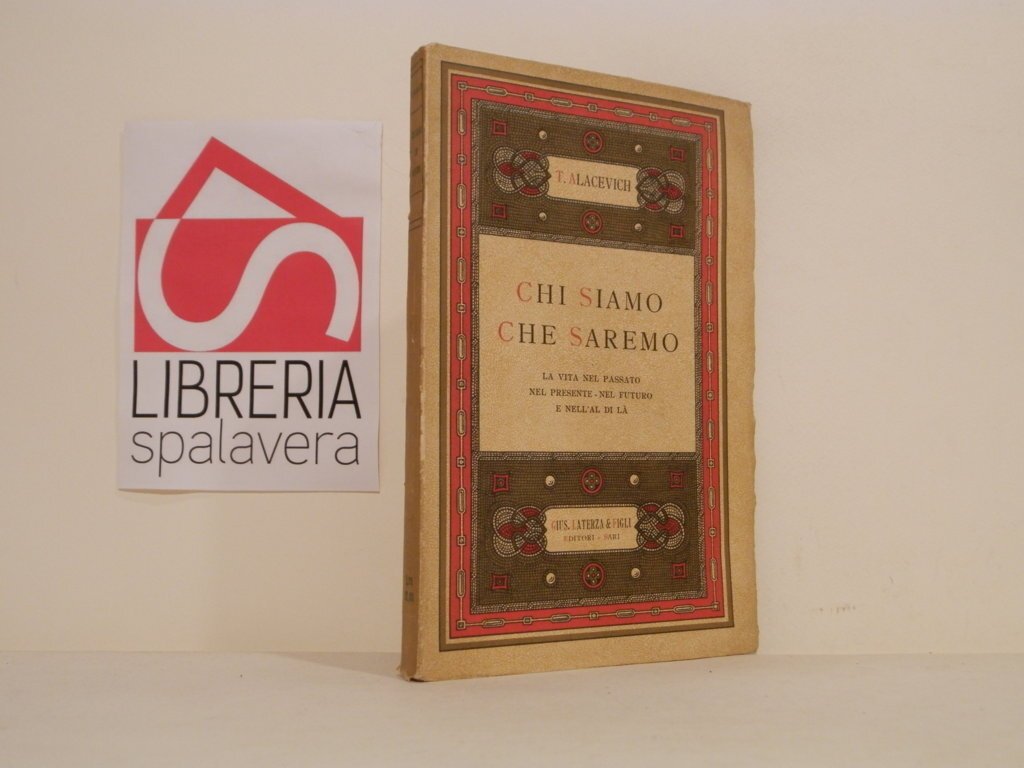 LIBRERIA
spalavera
T. ALACEVICH
CHI SIAMO
CHE SAREMO
LA VITA NEL PASSATO
NEL PRESENTE - NEL FUTURO
E NELL'AL DI LÀ
GIUS. LATERZA & FIGLI
EDITORI - BARI